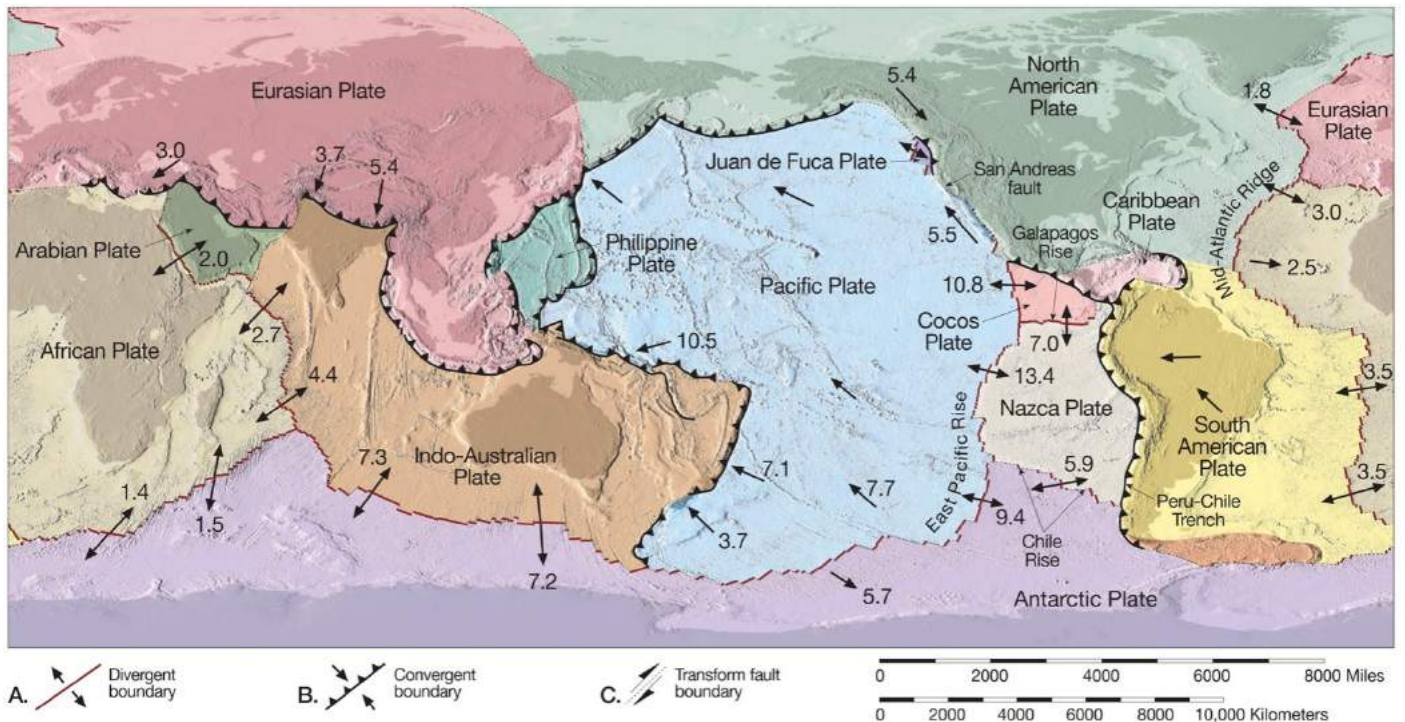 5.4
North
American
Plate
1.8
Eurasian
Plate
Eurasian Plate
3.0
3.7
5.4
Juan de Fuca Plate
San Andreas
fault
Caribbean
Plate
Mid-Atlantic Ridge
3.0
Arabian Plate
2.0
Philippine
Plate
5.5
Galapagos
Rise
2.5
Pacific Plate
10.8
Cocos
Plate
2.7
African Plate
10.5
7.0
4.4
13.4
3.5
Nazca Plate
South
American
Plate
Indo-Australian
Plate
7.3
7.1
7.7
East Pacific Rise
5.9
3.5
1.4
1.5
Peru-Chile
Trench
9.4
3.7
Chile
Rise
7.2
5.7
Antarctic Plate
A.
Divergent
boundary
B.
Convergent
boundary
C.
Transform fault
boundary
0 2000 4000 6000 8000 Miles
0 2000 4000 6000 8000 10,000 Kilometers